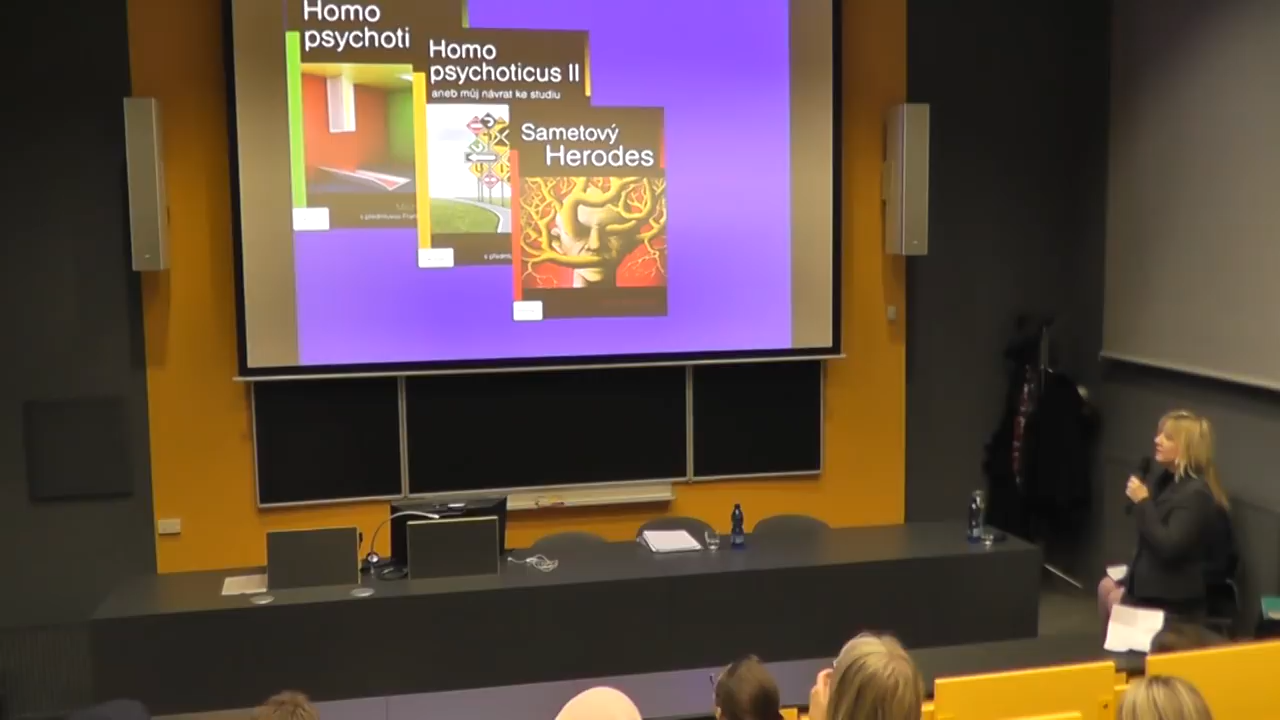 Homo
psychoti
Homo
psychoticus II
aneb můj návrat ke studiu
Sametový
Herodes